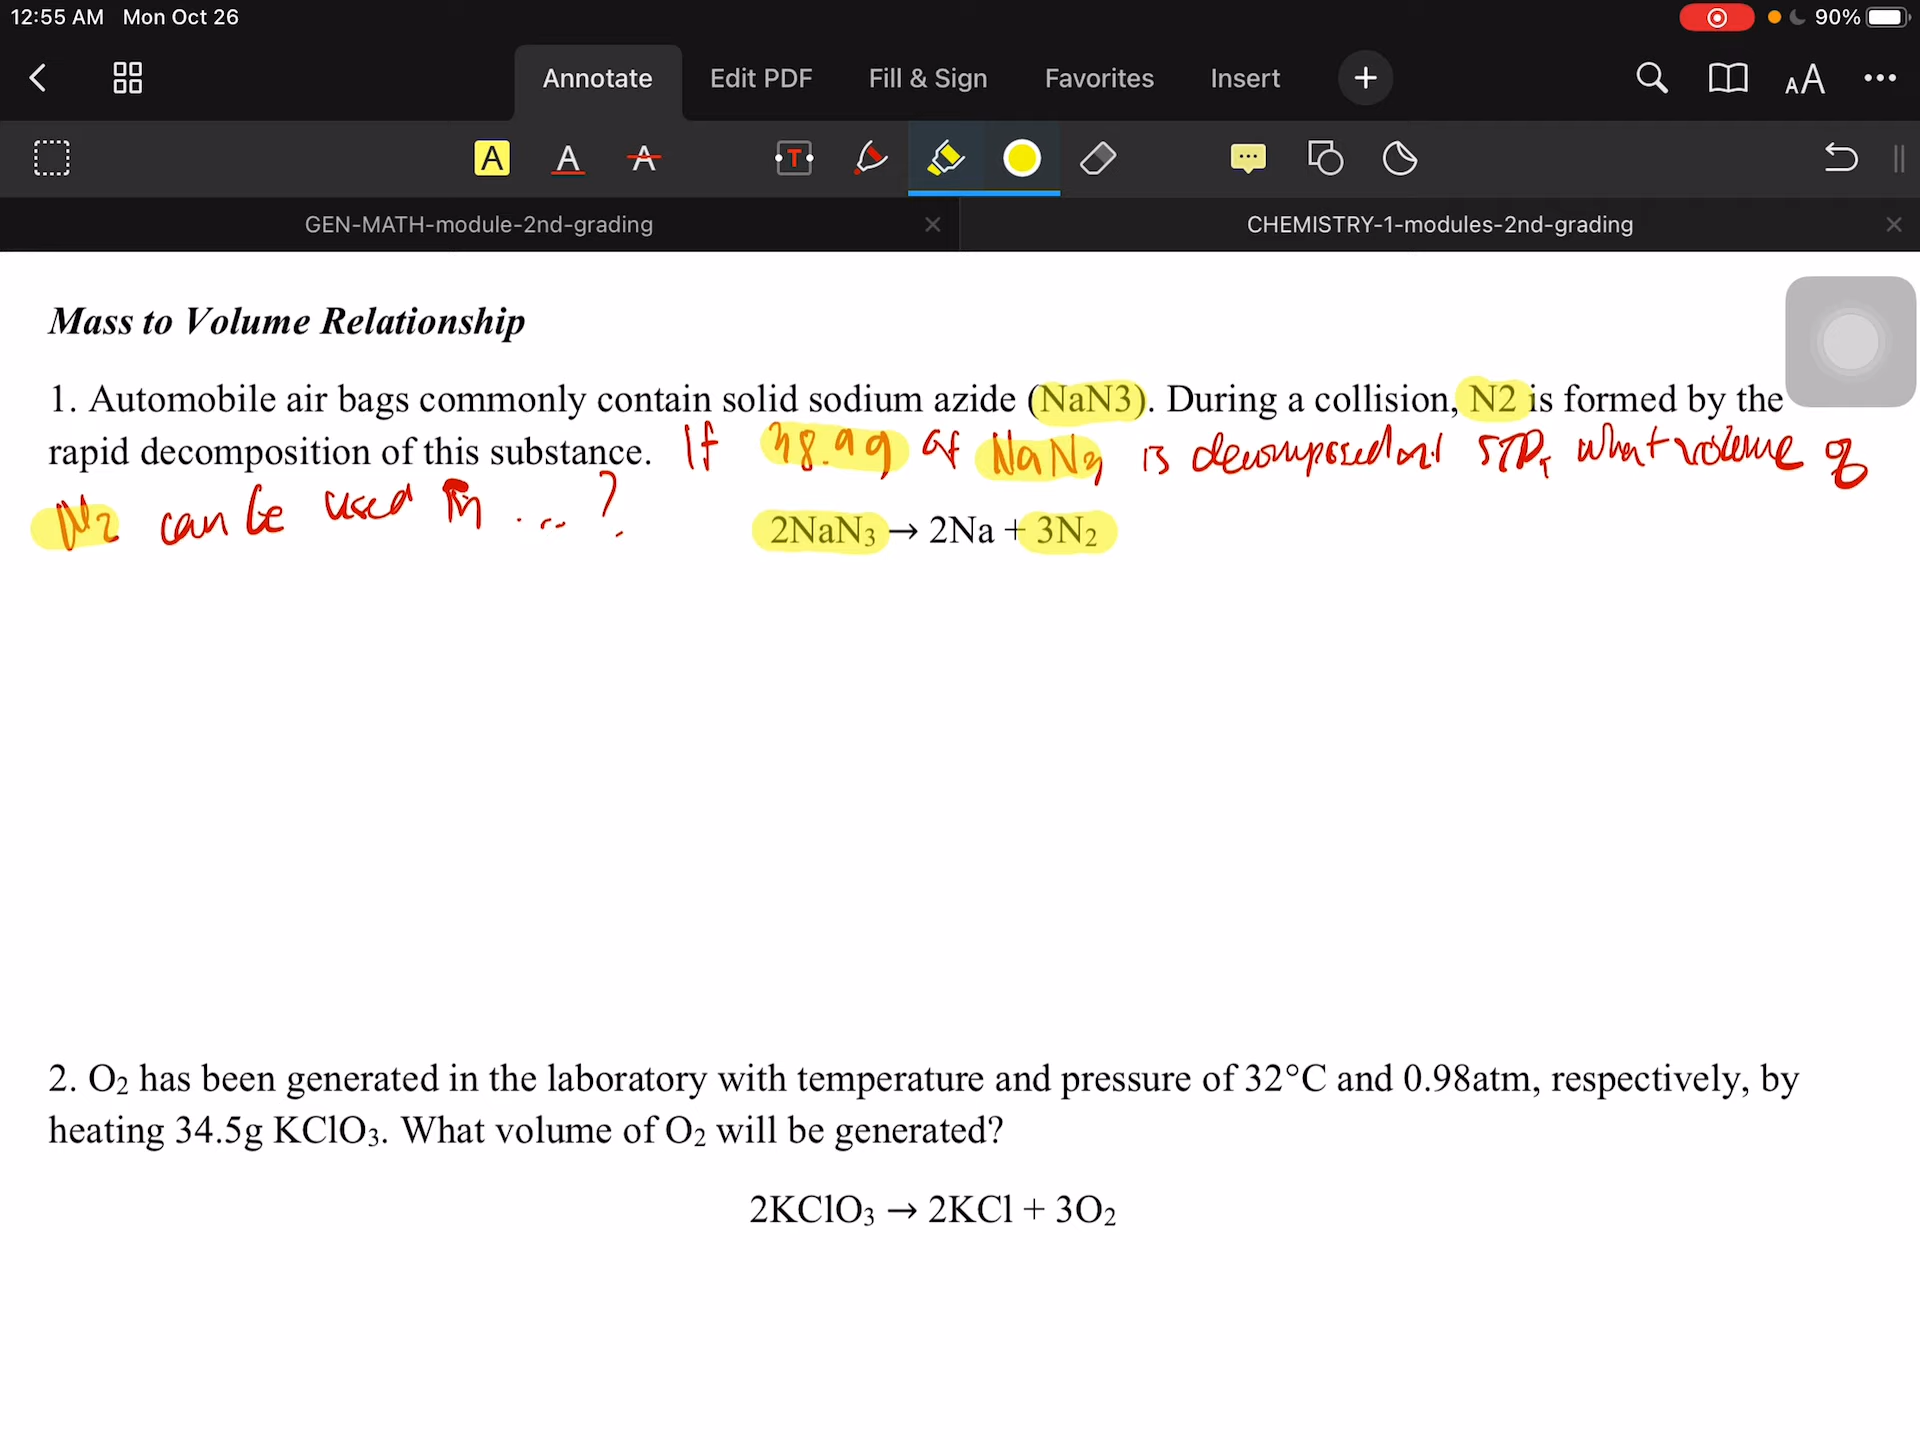 12:55 AM Mon Oct 26 90%
Annotate Edit PDF Fill & Sign Favorites Insert
GEN-MATH-module-2nd-grading CHEMISTRY-1-modules-2nd-grading
Mass to Volume Relationship
1. Automobile air bags commonly contain solid sodium azide (NaN3). During a collision, N2 is formed by the
rapid decomposition of this substance. If 38.9g of NaN3 is decomposed at STP, what volume of
N2 can be used in ...?
2NaN₃ → 2Na + 3N₂
2. O₂ has been generated in the laboratory with temperature and pressure of 32°C and 0.98atm, respectively, by
heating 34.5g KClO₃. What volume of O₂ will be generated?
2KClO₃ → 2KCl + 3O₂